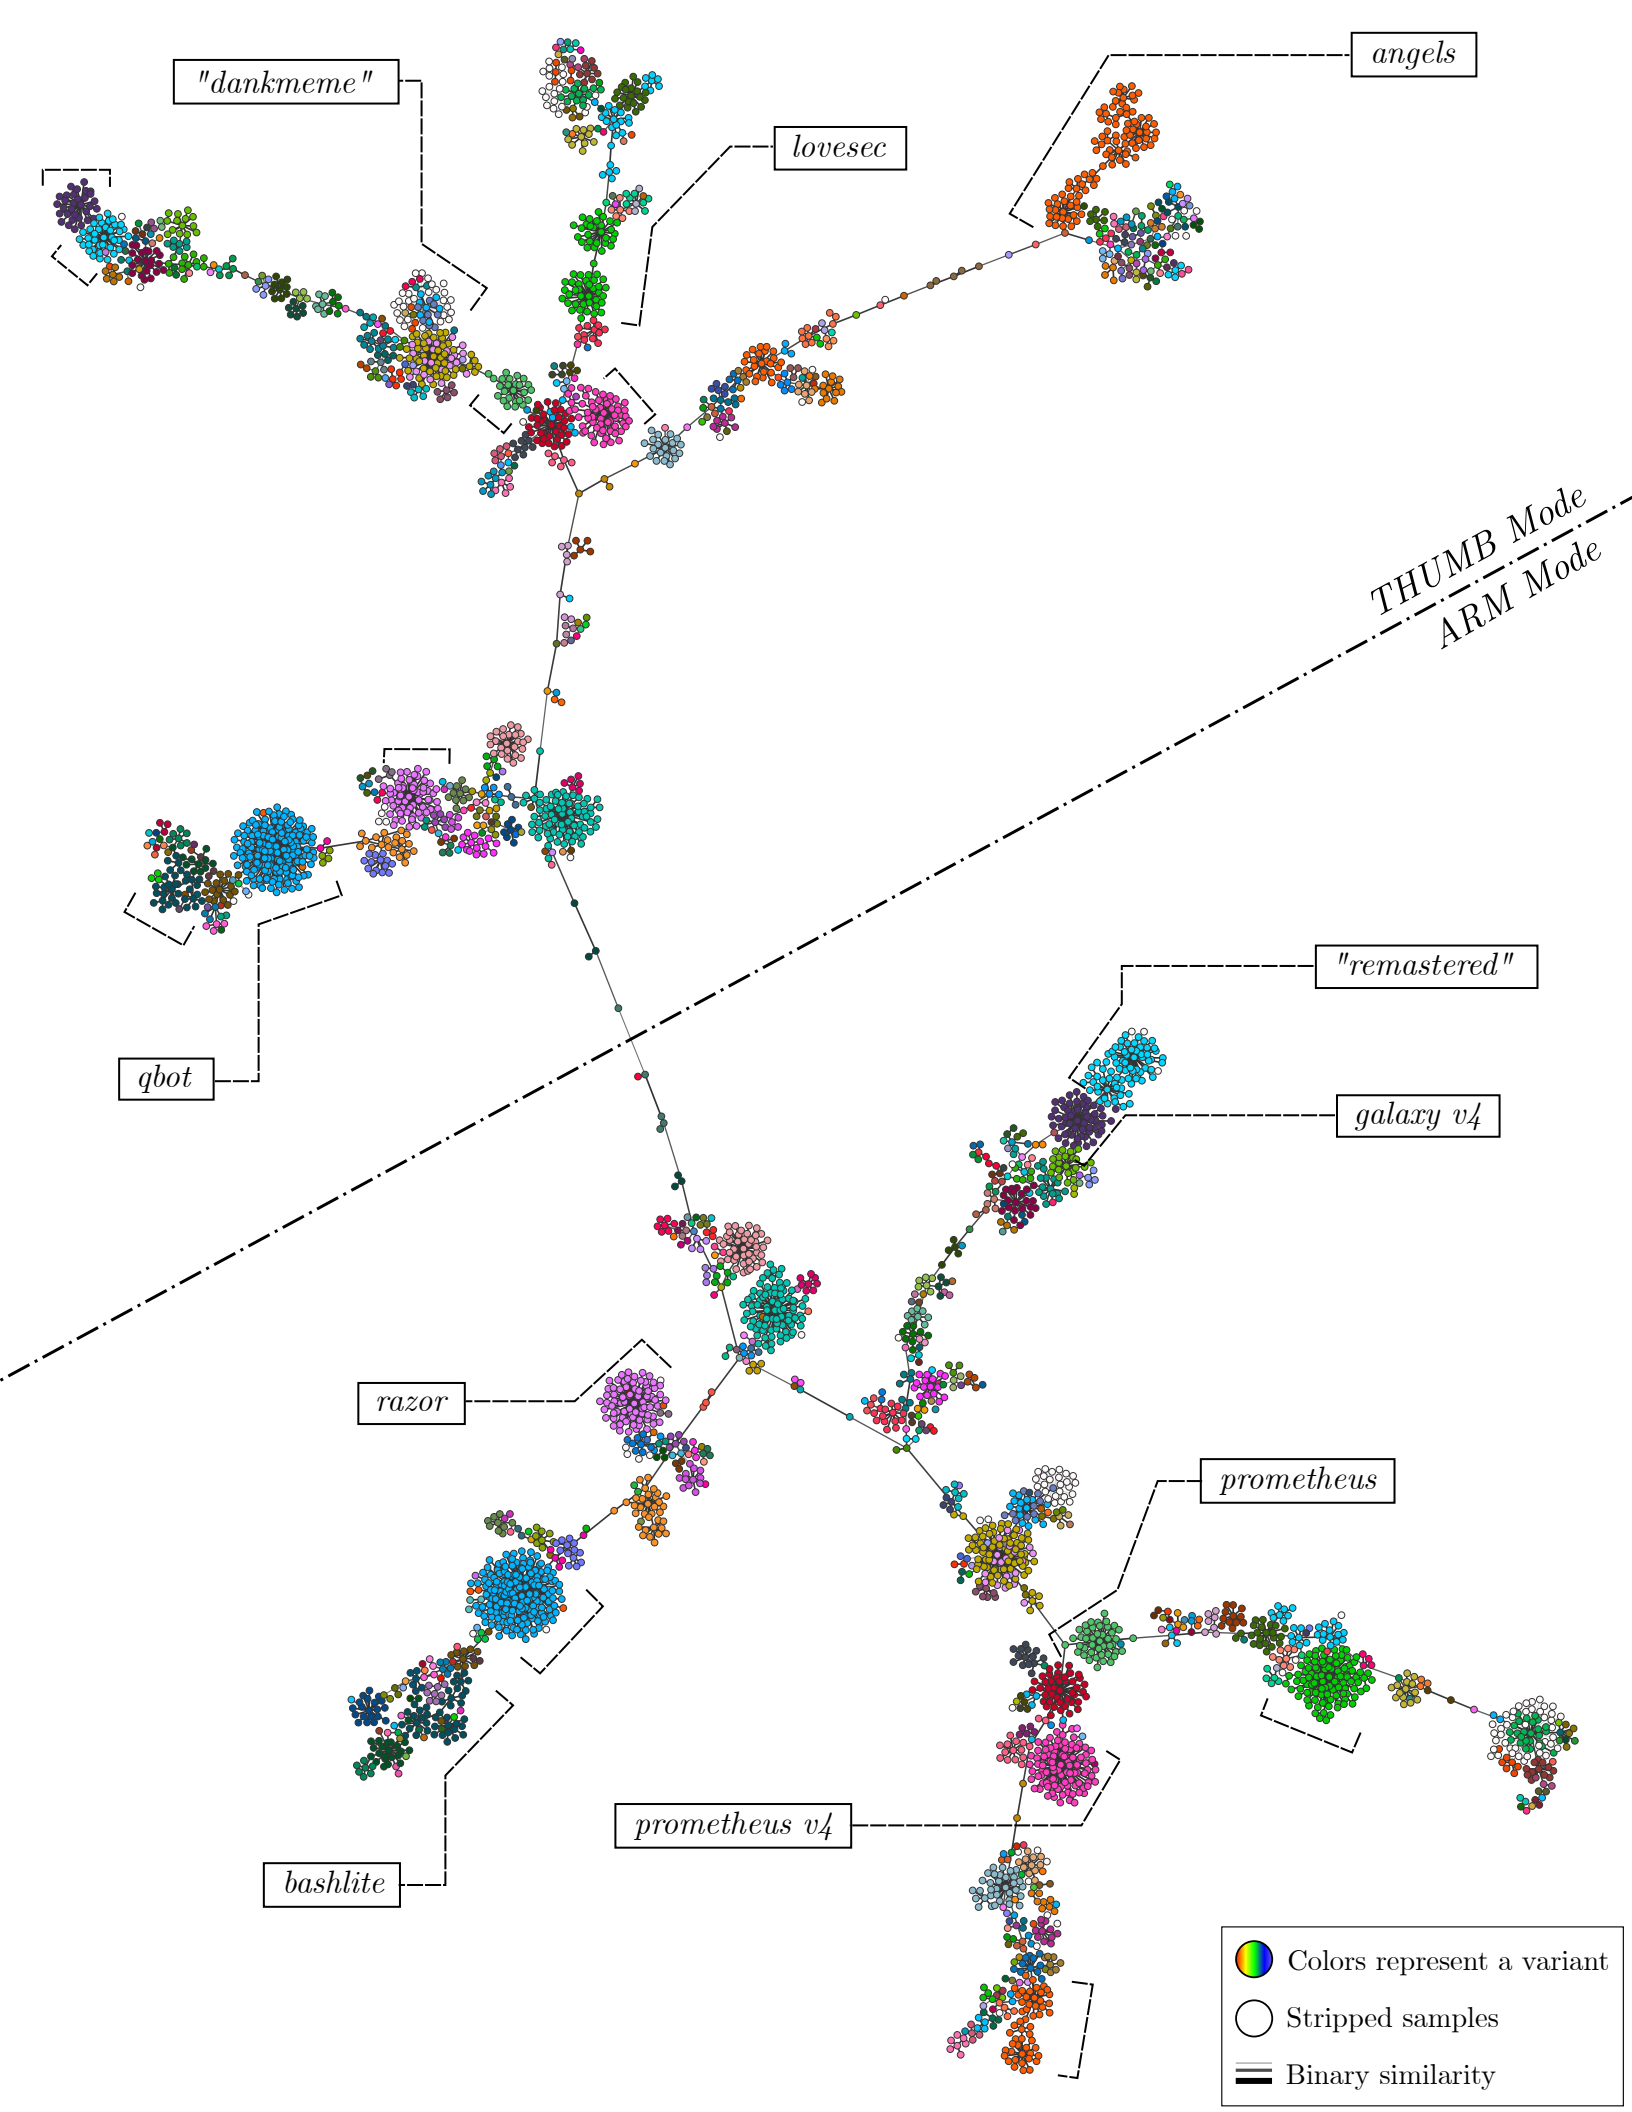 angels
"dankmeme"
lovesec
THUMB Mode
ARM Mode
"remastered"
qbot
galaxy v4
razor
prometheus
prometheus v4
bashlite
Colors represent a variant
Stripped samples
Binary similarity